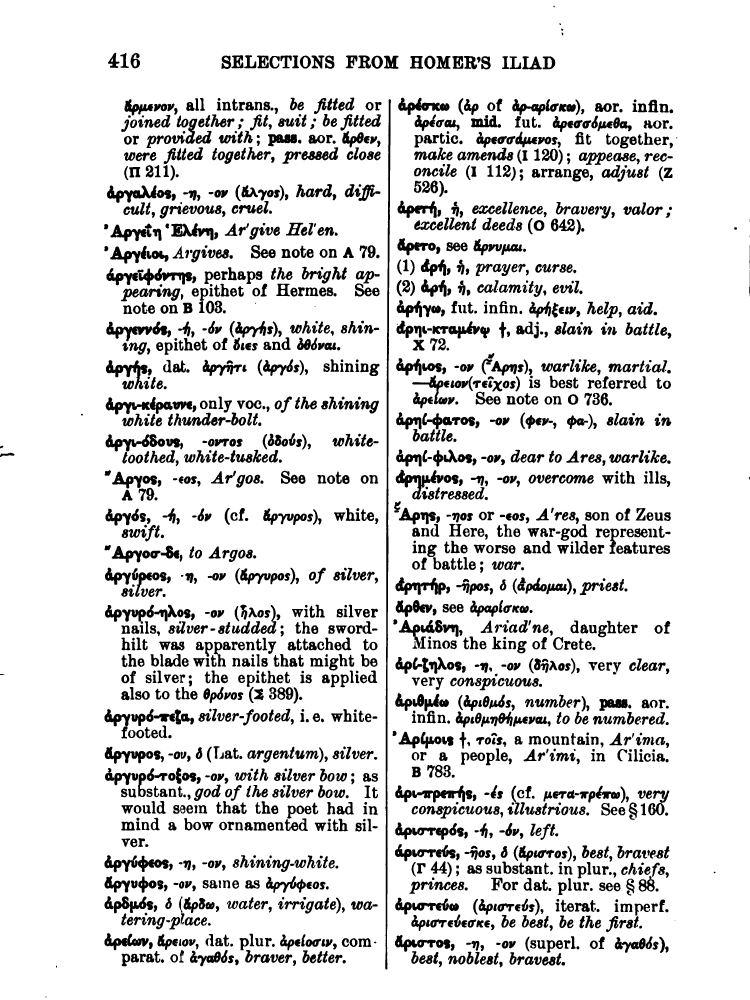 416 SELECTIONS FROM HOMER'S ILIAD
ἄρμενον, all intrans., be fitted or
joined together; fit, suit; be fitted
or provided with; pass. aor. ἄρθεν,
were fitted together, pressed close
(Π 211).
ἀργαλέος, -η, -ον (ἄλγος), hard, diffi-
cult, grievous, cruel.
Ἀργεΐη Ἑλένη, Ar'give Hel'en.
Ἀργέιοι, Argives. See note on A 79.
ἀργεϊφόντης, perhaps the bright ap-
pearing, epithet of Hermes. See
note on B 103.
ἀργεννός, -ή, -όν (ἀργής), white, shin-
ing, epithet of ὄιες and ὀθόναι.
ἀργής, dat. ἀργῆτι (ἀργός), shining
white.
ἀργι-κέραυνε, only voc., of the shining
white thunder-bolt.
ἀργι-όδους, -οντος (ὀδούς), white-
toothed, white-tusked.
Ἄργος, -εος, Ar'gos. See note on
A 79.
ἀργός, -ή, -όν (cf. ἄργυρος), white,
swift.
Ἄργοσ-δε, to Argos.
ἀργύρεος, -η, -ον (ἄργυρος), of silver,
silver.
ἀργυρό-ηλος, -ον (ἧλος), with silver
nails, silver-studded; the sword-
hilt was apparently attached to
the blade with nails that might be
of silver; the epithet is applied
also to the θρόνος (Σ 389).
ἀργυρό-πεζα, silver-footed, i. e. white-
footed.
ἄργυρος, -ου, ὁ (Lat. argentum), silver.
ἀργυρό-τοξος, -ον, with silver bow; as
substant., god of the silver bow. It
would seem that the poet had in
mind a bow ornamented with sil-
ver.
ἀργύφεος, -η, -ον, shining-white.
ἄργυφος, -ον, same as ἀργύφεος.
ἀρδμός, ὁ (ἄρδω, water, irrigate), wa-
tering-place.
ἀρείων, ἄρειον, dat. plur. ἀρείοσιν, com-
parat. of ἀγαθός, braver, better.
ἀρέσκω (ἀρ of ἀρ-αρίσκω), aor. infin.
ἀρέσαι, mid. fut. ἀρεσσόμεθα, aor.
partic. ἀρεσσάμενος, fit together,
make amends (I 120); appease, rec-
oncile (I 112); arrange, adjust (Z
526).
ἀρετή, ἡ, excellence, bravery, valor;
excellent deeds (O 642).
ἄρετο, see ἄρνυμαι.
(1) ἀρή, ἡ, prayer, curse.
(2) ἀρή, ἡ, calamity, evil.
ἀρήγω, fut. infin. ἀρήξειν, help, aid.
ἀρηι-κταμένῳ †, adj., slain in battle,
X 72.
ἀρήιος, -ον (Ἄρης), warlike, martial.
—ἄρειον (τεῖχος) is best referred to
ἀρείων. See note on O 736.
ἀρηί-φατος, -ον (φεν-, φα-), slain in
battle.
ἀρηί-φιλος, -ον, dear to Ares, warlike.
ἀρημένος, -η, -ον, overcome with ills,
distressed.
Ἄρης, -ηος or -εος, A'res, son of Zeus
and Here, the war-god represent-
ing the worse and wilder features
of battle; war.
ἀρητήρ, -ῆρος, ὁ (ἀράομαι), priest.
ἄρθεν, see ἀραρίσκω.
Ἀριάδνη, Ariad'ne, daughter of
Minos the king of Crete.
ἀρί-ζηλος, -η, -ον (δῆλος), very clear,
very conspicuous.
ἀριθμέω (ἀριθμός, number), pass. aor.
infin. ἀριθμηθήμεναι, to be numbered.
Ἀρίμοις †, τοῖς, a mountain, Ar'ima,
or a people, Ar'imi, in Cilicia.
B 783.
ἀρι-πρεπής, -ές (cf. μετα-πρέπω), very
conspicuous, illustrious. See § 160.
ἀριστερός, -ή, -όν, left.
ἀριστεύς, -ῆος, ὁ (ἄριστος), best, bravest
(Γ 44); as substant. in plur., chiefs,
princes. For dat. plur. see § 88.
ἀριστεύω (ἀριστεύς), iterat. imperf.
ἀριστεύεσκε, be best, be the first.
ἄριστος, -η, -ον (superl. of ἀγαθός),
best, noblest, bravest.